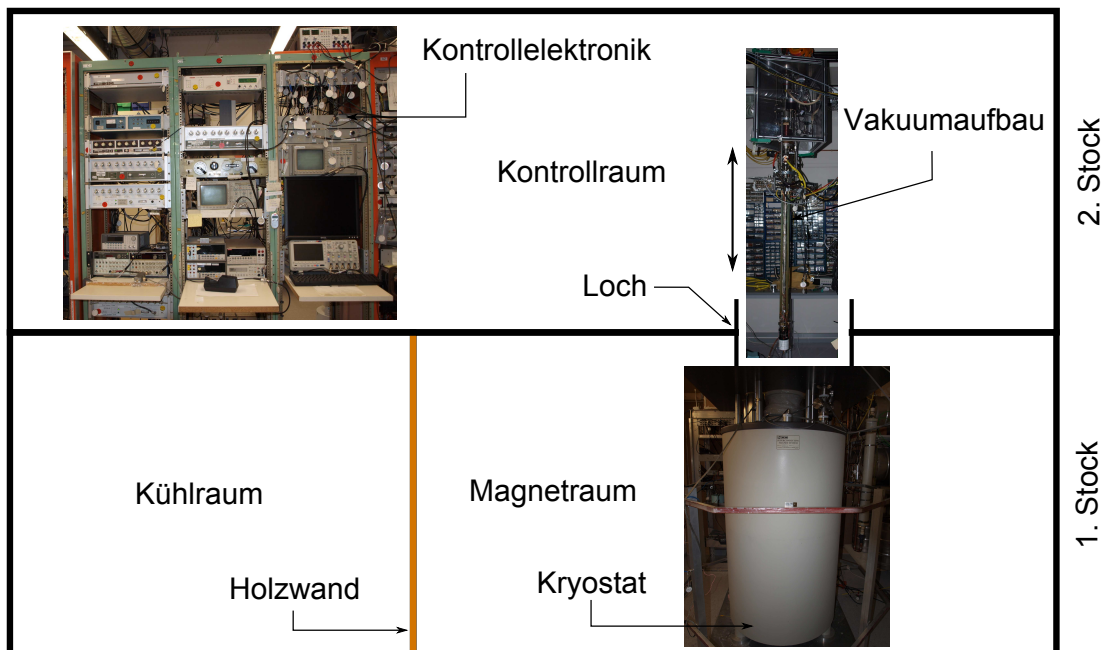 Kontrollelektronik
Vakuumaufbau
Kontrollraum
2. Stock
Loch
Kühlraum
Magnetraum
1. Stock
Holzwand
Kryostat